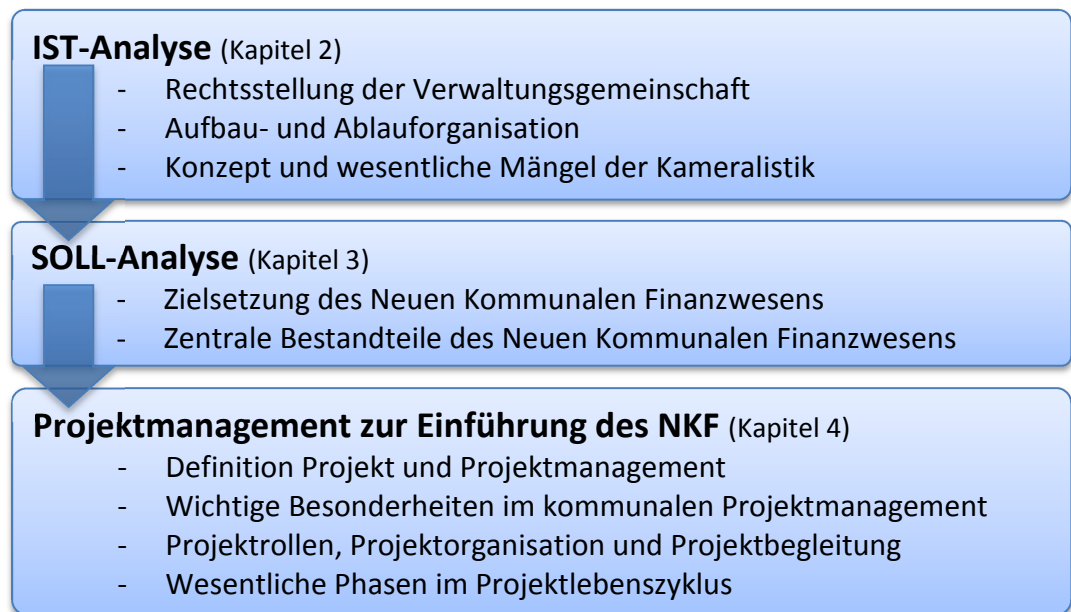 IST-Analyse (Kapitel 2)
- Rechtsstellung der Verwaltungsgemeinschaft
- Aufbau- und Ablauforganisation
- Konzept und wesentliche Mängel der Kameralistik
SOLL-Analyse (Kapitel 3)
- Zielsetzung des Neuen Kommunalen Finanzwesens
- Zentrale Bestandteile des Neuen Kommunalen Finanzwesens
Projektmanagement zur Einführung des NKF (Kapitel 4)
- Definition Projekt und Projektmanagement
- Wichtige Besonderheiten im kommunalen Projektmanagement
- Projektrollen, Projektorganisation und Projektbegleitung
- Wesentliche Phasen im Projektlebenszyklus